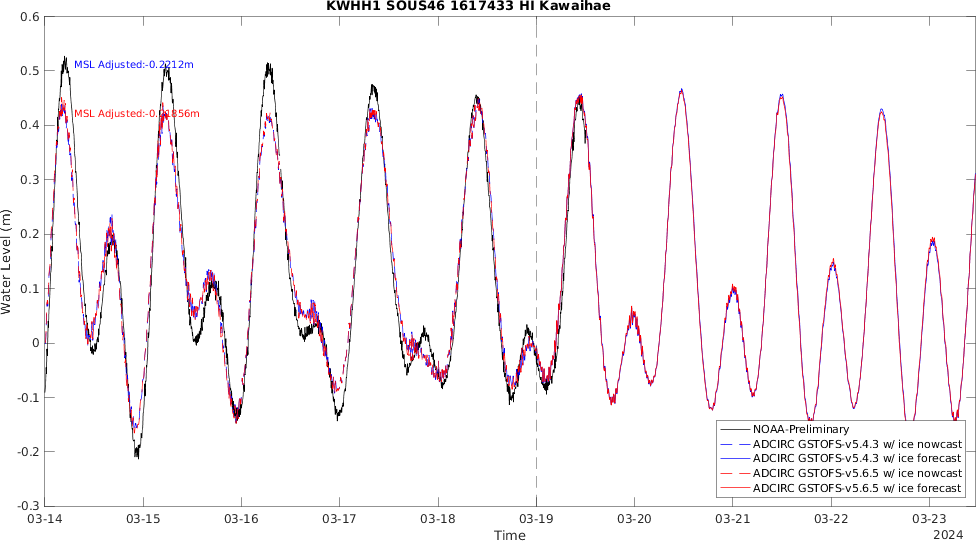 KWHH1 SOUS46 1617433 HI Kawaihae
Water Level (m)
0.6
0.5
0.4
0.3
0.2
0.1
0
-0.1
-0.2
-0.3
MSL Adjusted:-0.2212m
MSL Adjusted:-0.01856m
NOAA-Preliminary
ADCIRC GSTOFS-v5.4.3 w/ ice nowcast
ADCIRC GSTOFS-v5.4.3 w/ ice forecast
ADCIRC GSTOFS-v5.6.5 w/ ice nowcast
ADCIRC GSTOFS-v5.6.5 w/ ice forecast
03-14 03-15 03-16 03-17 03-18 03-19 03-20 03-21 03-22 03-23
Time
2024